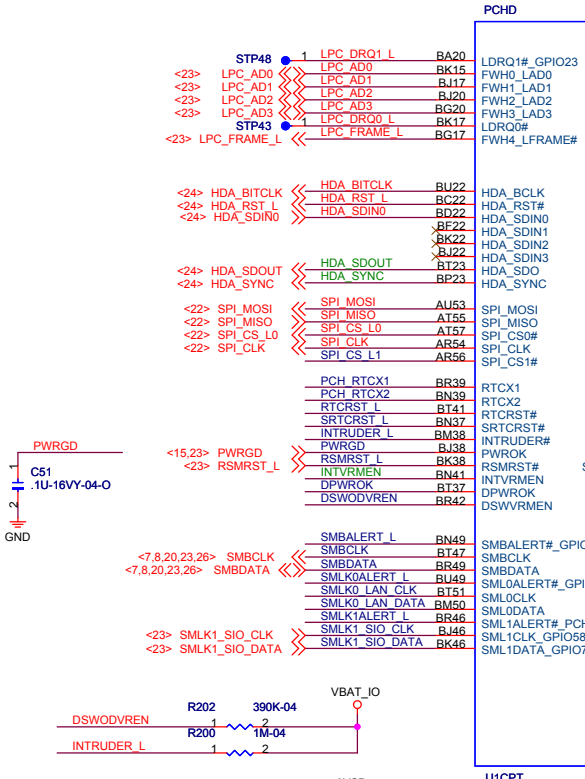 PCHD
STP48 1 LPC_DRQ1_L BA20 LDRQ1#_GPIO23
<23> LPC_AD0 LPC_AD0 BK15 FWH0_LAD0
<23> LPC_AD1 LPC_AD1 BJ17 FWH1_LAD1
<23> LPC_AD2 LPC_AD2 BJ20 FWH2_LAD2
<23> LPC_AD3 LPC_AD3 BG20 FWH3_LAD3
STP43 1 LPC_DRQ0_L BK17 LDRQ0#
<23> LPC_FRAME_L LPC_FRAME_L BG17 FWH4_LFRAME#
<24> HDA_BITCLK HDA_BITCLK BU22 HDA_BCLK
<24> HDA_RST_L HDA_RST_L BC22 HDA_RST#
<24> HDA_SDIN0 HDA_SDIN0 BD22 HDA_SDIN0
BF22 HDA_SDIN1
BK22 HDA_SDIN2
BJ22 HDA_SDIN3
<24> HDA_SDOUT HDA_SDOUT BT23 HDA_SDO
<24> HDA_SYNC HDA_SYNC BP23 HDA_SYNC
<22> SPI_MOSI SPI_MOSI AU53 SPI_MOSI
<22> SPI_MISO SPI_MISO AT55 SPI_MISO
<22> SPI_CS_L0 SPI_CS_L0 AT57 SPI_CS0#
<22> SPI_CLK SPI_CLK AR54 SPI_CLK
SPI_CS_L1 AR56 SPI_CS1#
PCH_RTCX1 BR39 RTCX1
PCH_RTCX2 BN39 RTCX2
RTCRST_L BT41 RTCRST#
SRTCRST_L BN37 SRTCRST#
INTRUDER_L BM38 INTRUDER#
<15,23> PWRGD PWRGD BJ38 PWROK
<23> RSMRST_L RSMRST_L BK38 RSMRST#
INTVRMEN BN41 INTVRMEN
DPWROK BT37 DPWROK
DSWODVREN BR42 DSWVRMEN
PWRGD
1
C51
.1U-16VY-04-O
2
GND
SMBALERT_L BN49 SMBALERT#_GPIO
<7,8,20,23,26> SMBCLK SMBCLK BT47 SMBCLK
<7,8,20,23,26> SMBDATA SMBDATA BR49 SMBDATA
SMLK0ALERT_L BU49 SML0ALERT#_GPI
SMLK0_LAN_CLK BT51 SML0CLK
SMLK0_LAN_DATA BM50 SML0DATA
SMLK1ALERT_L BR46 SML1ALERT#_PCH
<23> SMLK1_SIO_CLK SMLK1_SIO_CLK BJ46 SML1CLK_GPIO58
<23> SMLK1_SIO_DATA SMLK1_SIO_DATA BK46 SML1DATA_GPIO7
VBAT_IO
R202 390K-04
DSWODVREN 1 2
R200 1M-04
INTRUDER_L 1 2
U1CPT